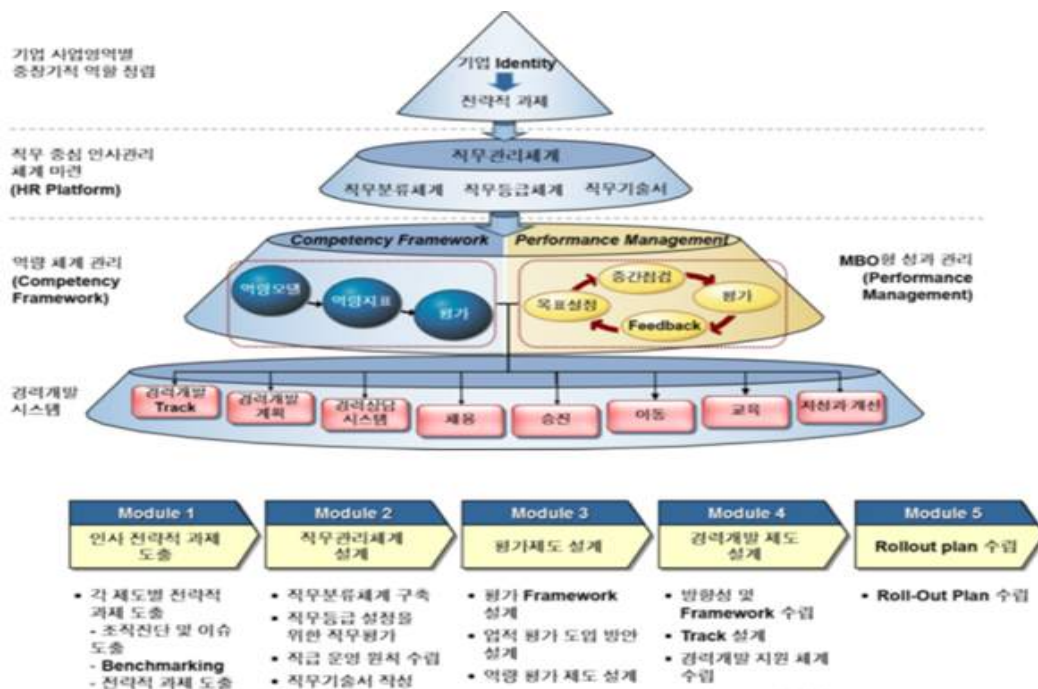 기업 사업영역별
중장기적 역할 정립
기업 Identity
전략적 과제
직무 중심 인사관리
체계 마련
(HR Platform)
직무관리체계
직무분류체계 직무등급체계 직무기술서
Competency Framework
Performance Management
역량 체계 관리
(Competency
Framework)
역량모델
역량지표
평가
중간점검
목표설정
평가
Feedback
MBO형 성과 관리
(Performance
Management)
경력개발
시스템
경력개발
Track
경력개발
계획
경력상담
시스템
채용
승진
이동
교육
저성과 개선
Module 1
인사 전략적 과제
도출
• 각 제도별 전략적
과제 도출
- 조직진단 및 이슈
도출
- Benchmarking
- 전략적 과제 도출
Module 2
직무관리체계
설계
• 직무분류체계 구축
• 직무등급 설정을
위한 직무평가
• 직급 운영 원칙 수립
• 직무기술서 작성
Module 3
평가제도 설계
• 평가 Framework
설계
• 업적 평가 도입 방안
설계
• 역량 평가 제도 설계
Module 4
경력개발 제도
설계
• 방향성 및
Framework 수립
• Track 설계
• 경력개발 지원 체계
수립
Module 5
Rollout plan 수립
• Roll-Out Plan 수립